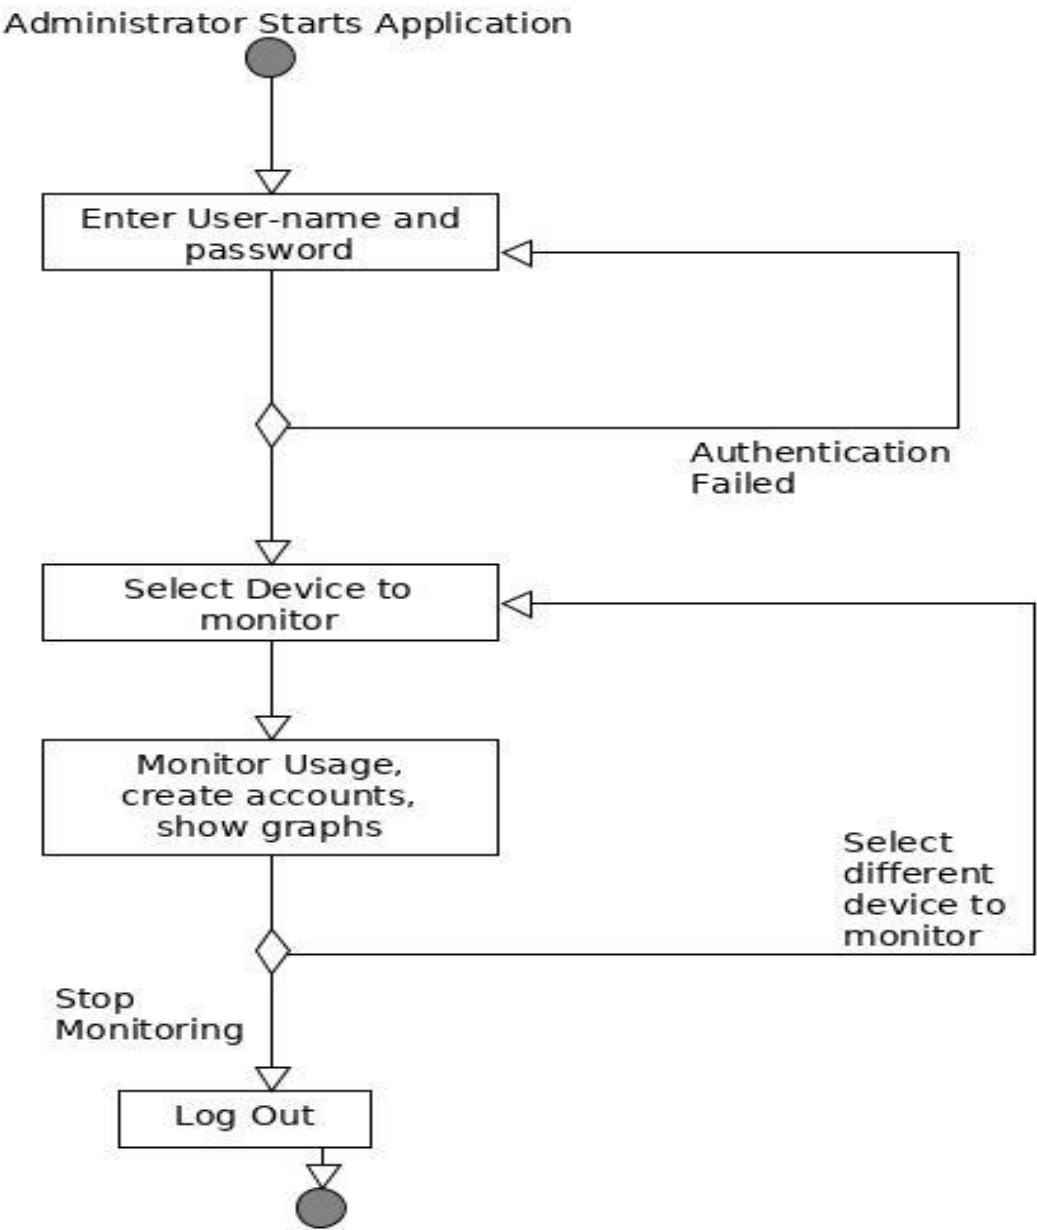 Administrator Starts Application
Enter User-name and
password
Authentication
Failed
Select Device to
monitor
Monitor Usage,
create accounts,
show graphs
Select
different
device to
monitor
Stop
Monitoring
Log Out